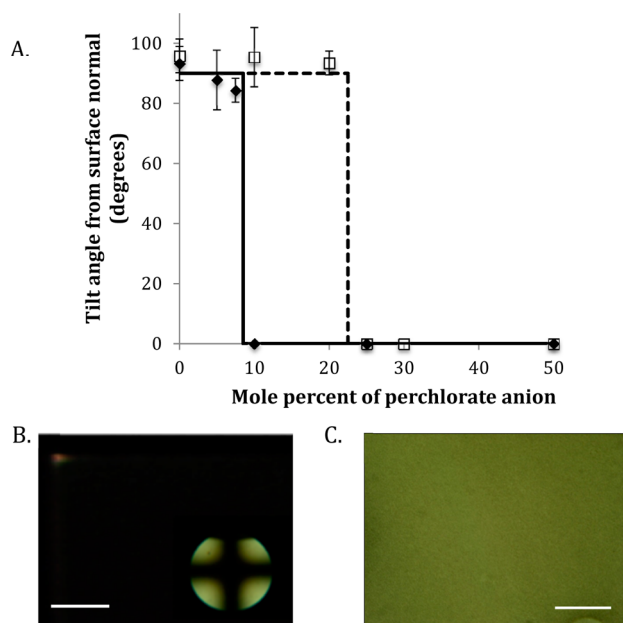 A.
Tilt angle from surface normal
(degrees)
100
80
60
40
20
0
0 10 20 30 40 50
Mole percent of perchlorate anion
B. C.